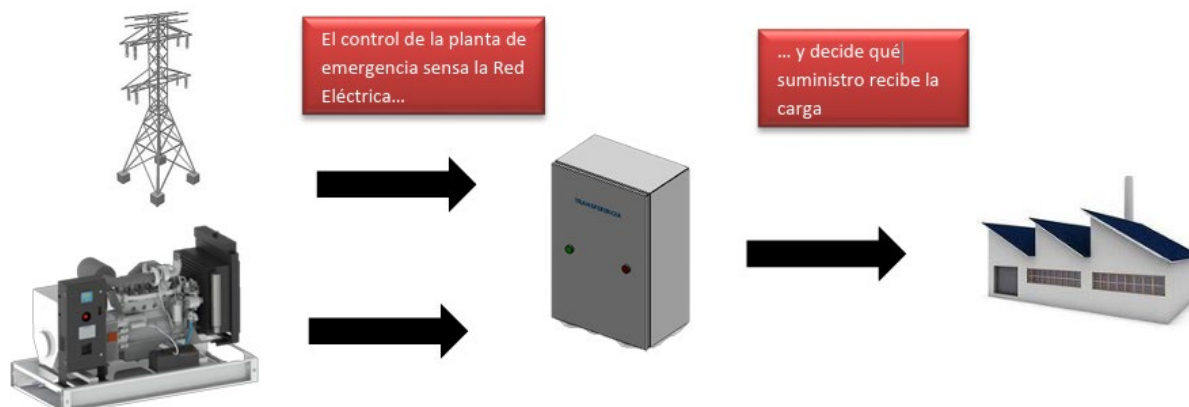 El control de la planta de
emergencia sensa la Red
Eléctrica...
... y decide qué
suministro recibe la
carga
TRANSFERENCIA